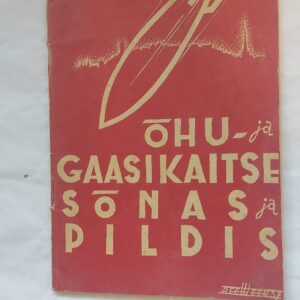 ÕHU-ja
GAASIKAITSE
SÕNAS ja
PILDIS